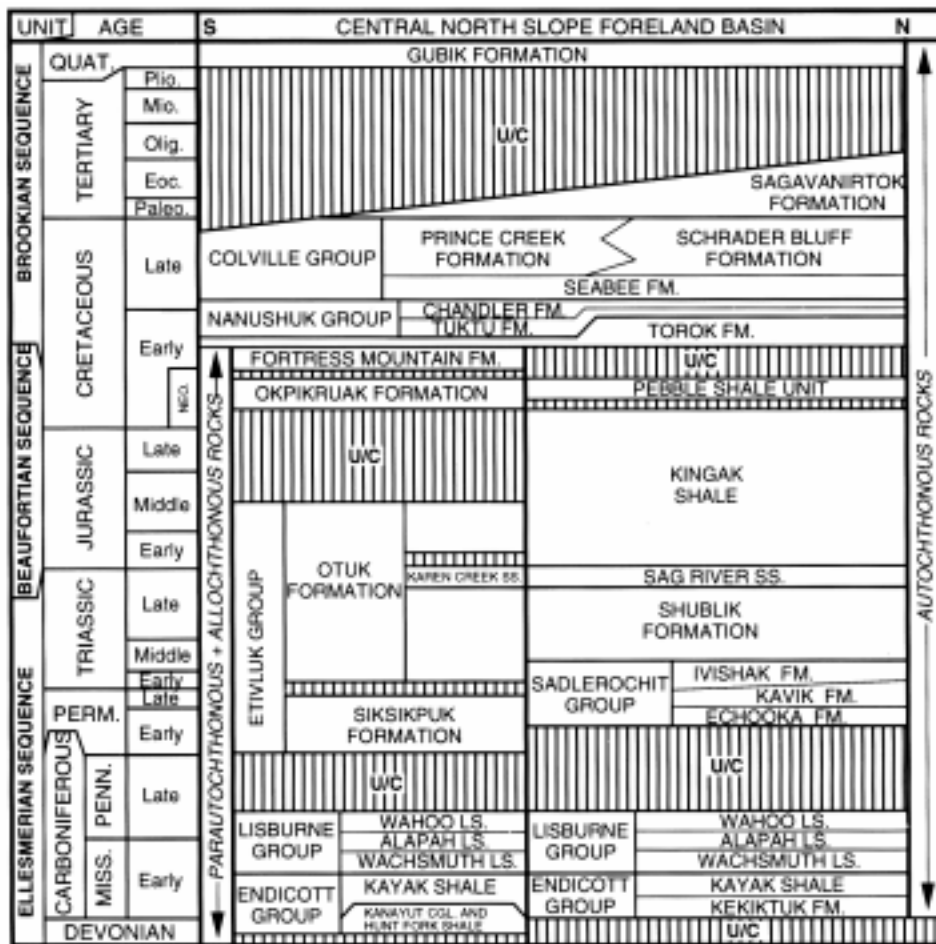 UNIT AGE S CENTRAL NORTH SLOPE FORELAND BASIN N
BROOKIAN SEQUENCE
BEAUFORTIAN SEQUENCE
ELLESMERIAN SEQUENCE
QUAT.
TERTIARY
Plio.
Mio.
Olig.
Eoc.
Paleo.
CRETACEOUS
Late
Early
NEO.
JURASSIC
Late
Middle
Early
TRIASSIC
Late
Middle
Early
PERM.
Late
Early
CARBONIFEROUS
PENN.
Late
MISS.
Early
DEVONIAN
GUBIK FORMATION
U/C
SAGAVANIRTOK
FORMATION
COLVILLE GROUP
PRINCE CREEK
FORMATION
SCHRADER BLUFF
FORMATION
SEABEE FM.
NANUSHUK GROUP
CHANDLER FM.
TUKTU FM.
TOROK FM.
PARAUTOCHTHONOUS + ALLOCHTHONOUS ROCKS
FORTRESS MOUNTAIN FM.
OKPIKRUAK FORMATION
U/C
ETIVLUK GROUP
OTUK
FORMATION
KAREN CREEK SS.
SIKSIKPUK
FORMATION
U/C
LISBURNE
GROUP
WAHOO LS.
ALAPAH LS.
WACHSMUTH LS.
ENDICOTT
GROUP
KAYAK SHALE
KANAYUT CGL. AND
HUNT FORK SHALE
U/C
PEBBLE SHALE UNIT
KINGAK
SHALE
SAG RIVER SS.
SHUBLIK
FORMATION
SADLEROCHIT
GROUP
IVISHAK FM.
KAVIK FM.
ECHOOKA FM.
U/C
LISBURNE
GROUP
WAHOO LS.
ALAPAH LS.
WACHSMUTH LS.
ENDICOTT
GROUP
KAYAK SHALE
KEKIKTUK FM.
U/C
AUTOCHTHONOUS ROCKS